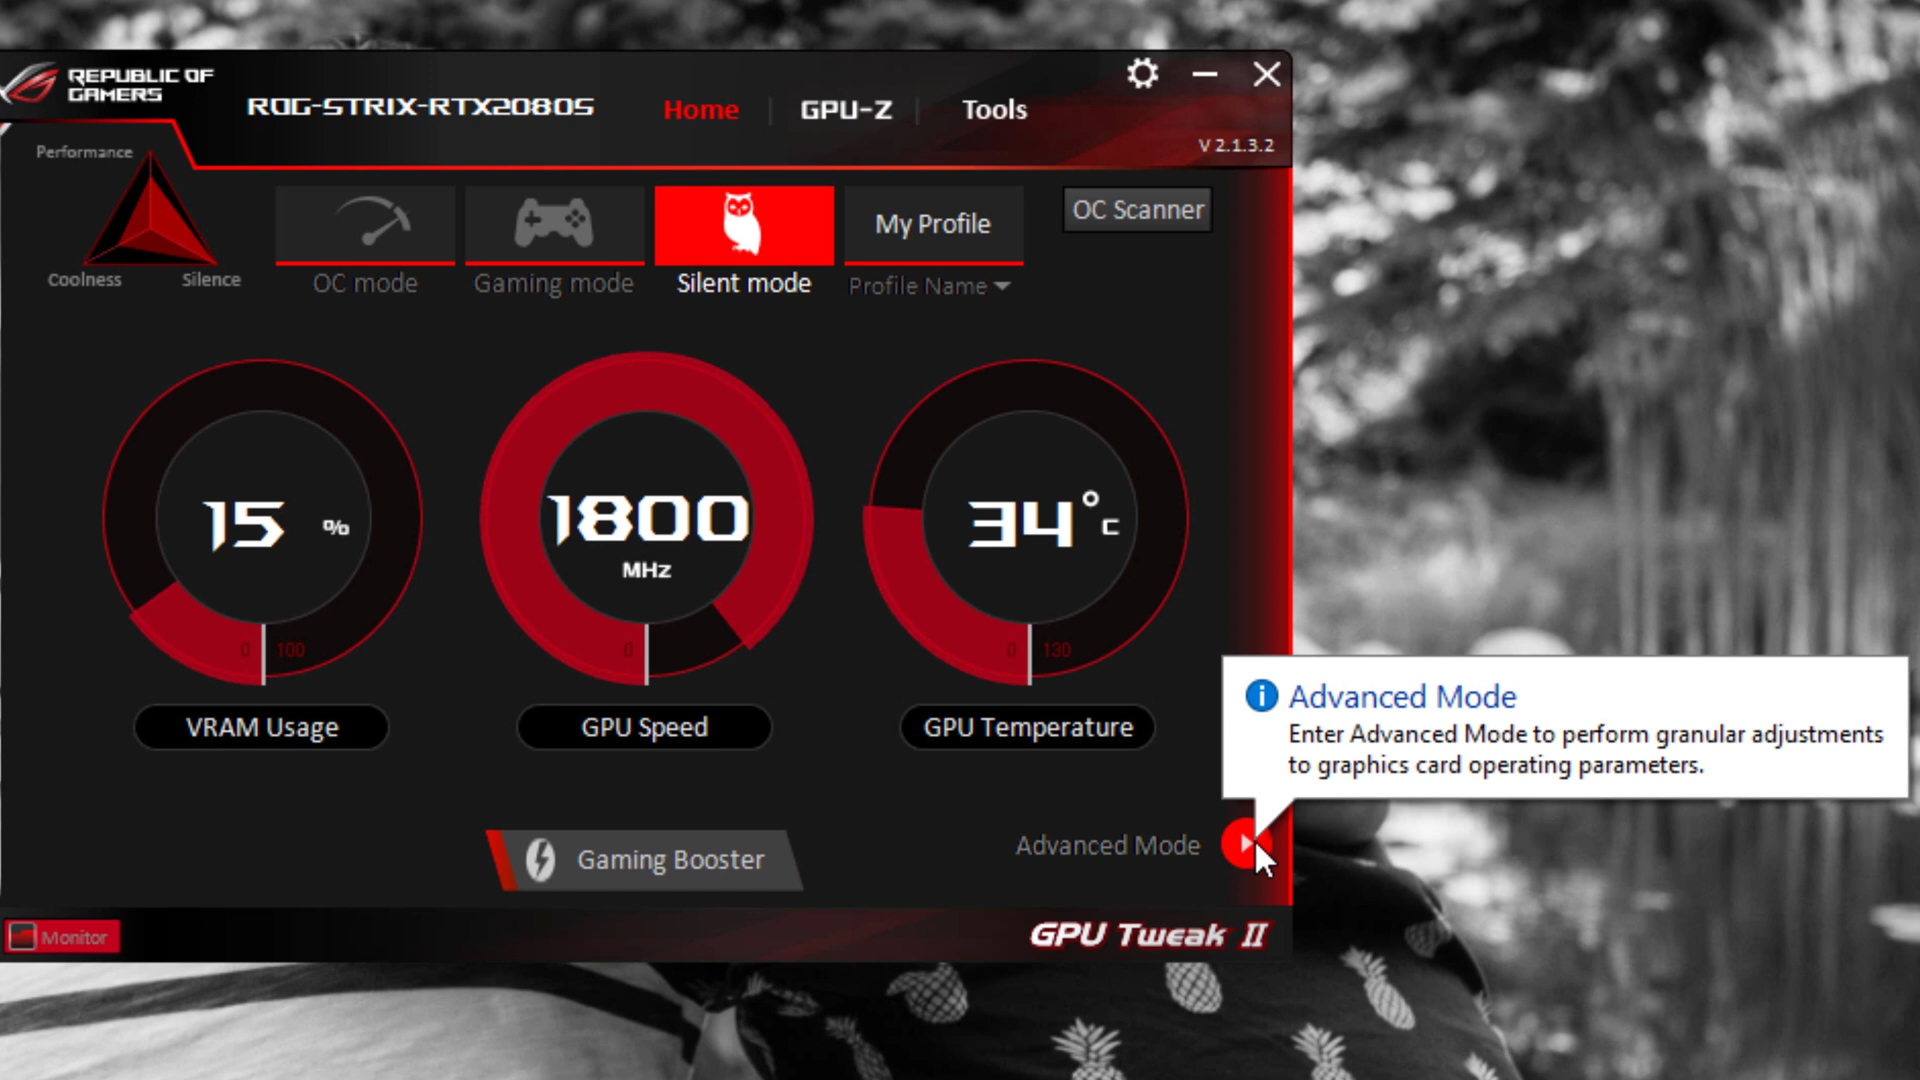 REPUBLIC OF
GAMERS
ROG-STRIX-RTX2080S
Home
GPU-Z
Tools
V 2.1.3.2
Performance
Coolness
Silence
OC mode
Gaming mode
Silent mode
My Profile
Profile Name
OC Scanner
15 %
0 100
VRAM Usage
1800
MHz
0
GPU Speed
34°C
0 130
GPU Temperature
Advanced Mode
Enter Advanced Mode to perform granular adjustments
to graphics card operating parameters.
Gaming Booster
Advanced Mode
Monitor
GPU Tweak II